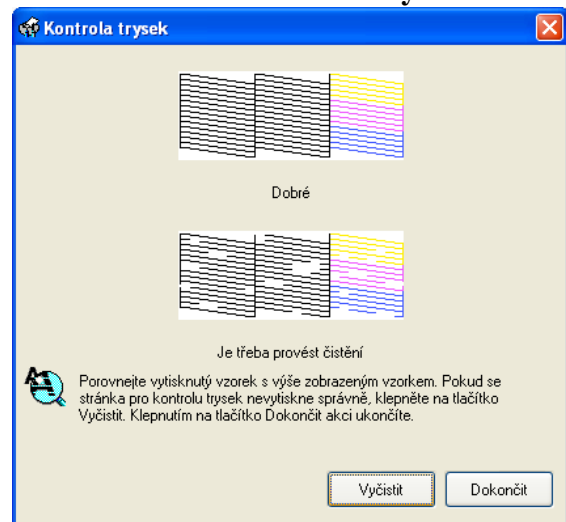 Kontrola trysek
Dobré
Je třeba provést čistění
Porovnejte vytisknutý vzorek s výše zobrazeným vzorkem. Pokud se
stránka pro kontrolu trysek nevytiskne správně, klepněte na tlačítko
Vyčistit. Klepnutím na tlačítko Dokončit akci ukončíte.
Vyčistit
Dokončit